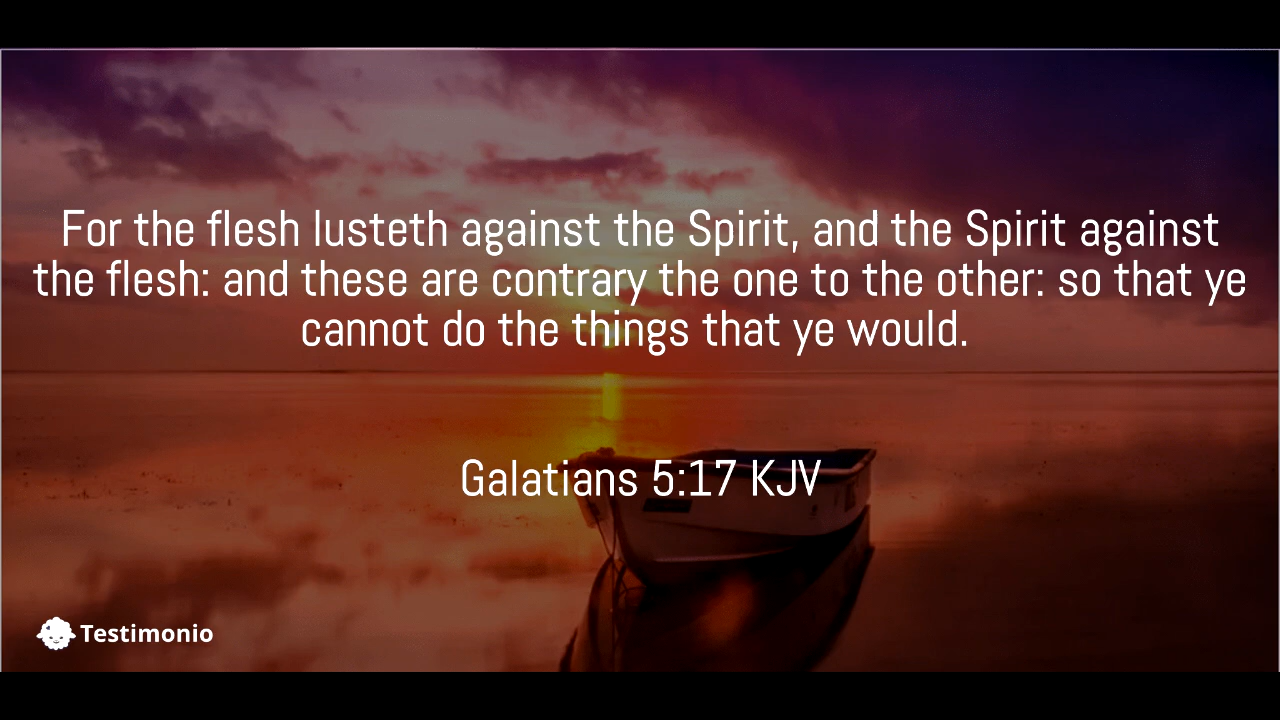 For the flesh lusteth against the Spirit, and the Spirit against
the flesh: and these are contrary the one to the other: so that ye
cannot do the things that ye would.
Galatians 5:17 KJV
Testimonio